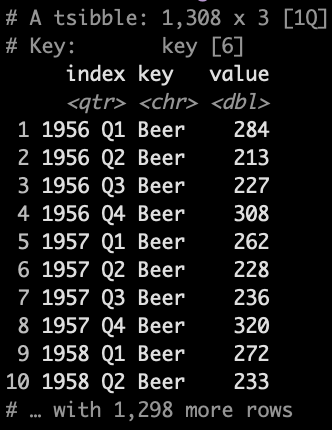 # A tsibble: 1,308 x 3 [1Q]
# Key:       key [6]
     index key   value
     <qtr> <chr> <dbl>
 1 1956 Q1 Beer    284
 2 1956 Q2 Beer    213
 3 1956 Q3 Beer    227
 4 1956 Q4 Beer    308
 5 1957 Q1 Beer    262
 6 1957 Q2 Beer    228
 7 1957 Q3 Beer    236
 8 1957 Q4 Beer    320
 9 1958 Q1 Beer    272
10 1958 Q2 Beer    233
# … with 1,298 more rows